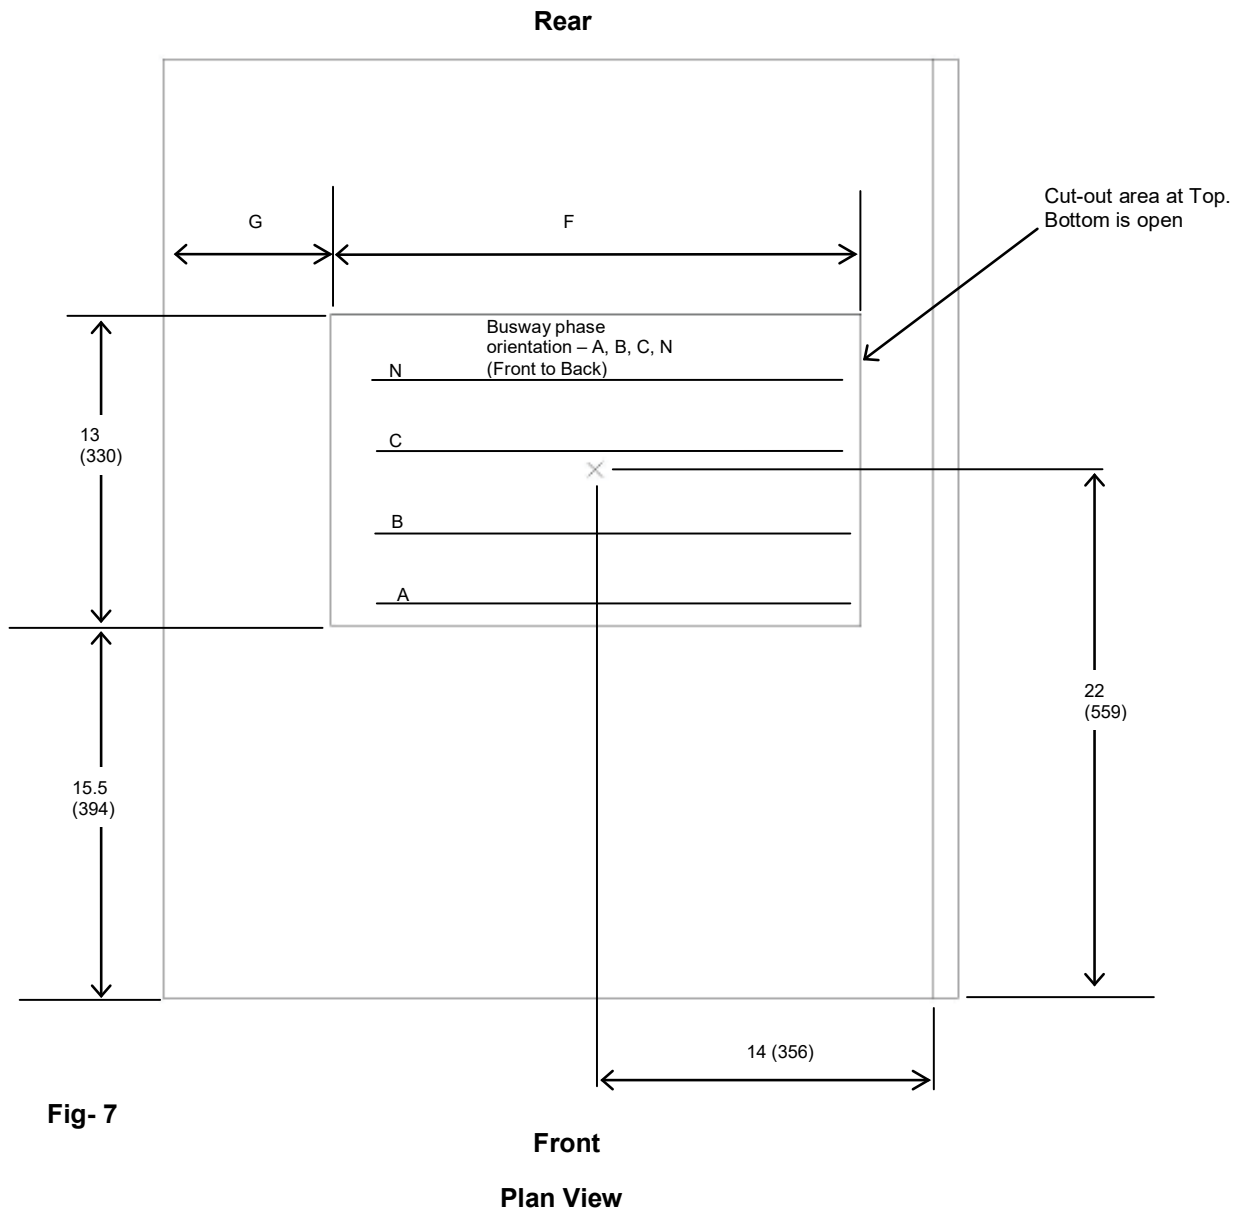 Rear
Cut-out area at Top.
Bottom is open
G
F
Busway phase
orientation – A, B, C, N
(Front to Back)
N
13
(330)
C
B
A
22
(559)
15.5
(394)
14 (356)
Fig- 7
Front
Plan View